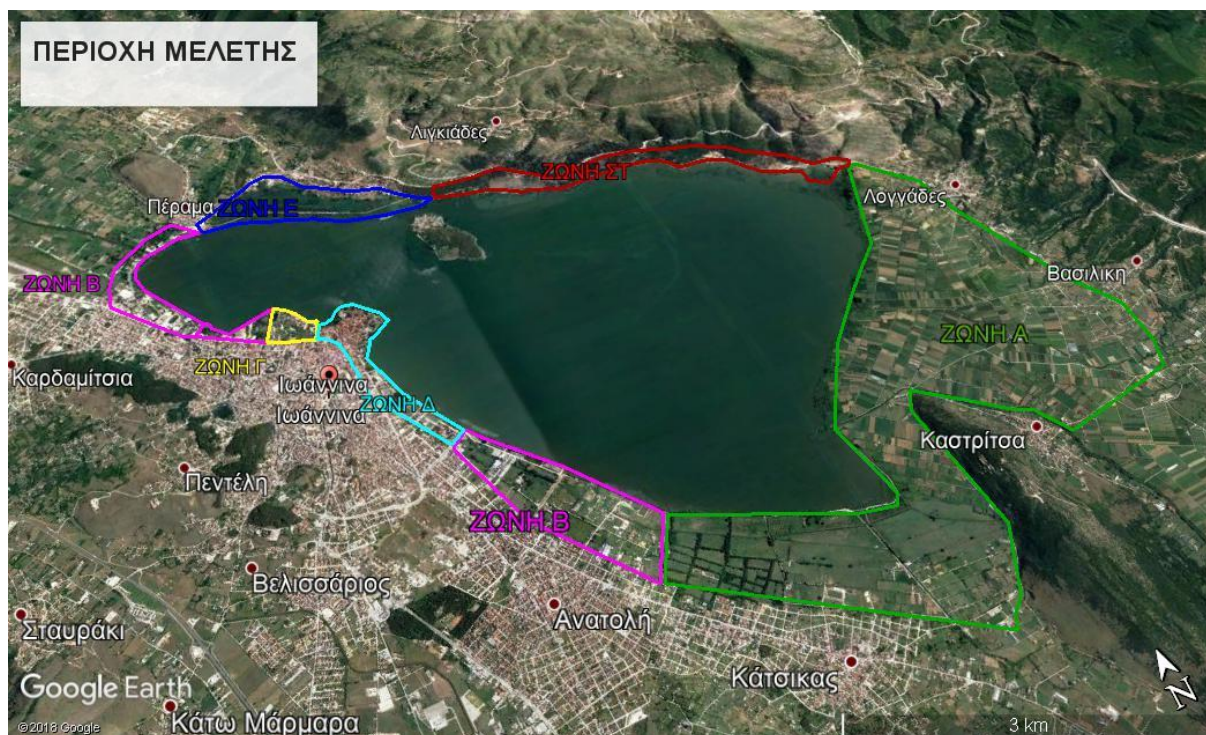 ΠΕΡΙΟΧΗ ΜΕΛΕΤΗΣ
Λιγκιάδες
ΖΩΝΗ ΣΤ
Λογγάδες
Πέραμα
ΖΩΝΗ Ε
Βασιλικη
ΖΩΝΗ Β
ΖΩΝΗ Α
ΖΩΝΗ Γ
Καρδαμίτσια
Ιωάννινα
ΖΩΝΗ Δ
Ιωάννινα
Καστρίτσα
Πεντέλη
ΖΩΝΗ Β
Βελισσάριος
Ανατολή
Σταυράκι
Κάτσικας
Google Earth
N
Κάτω Μάρμαρα
©2018 Google
3 km